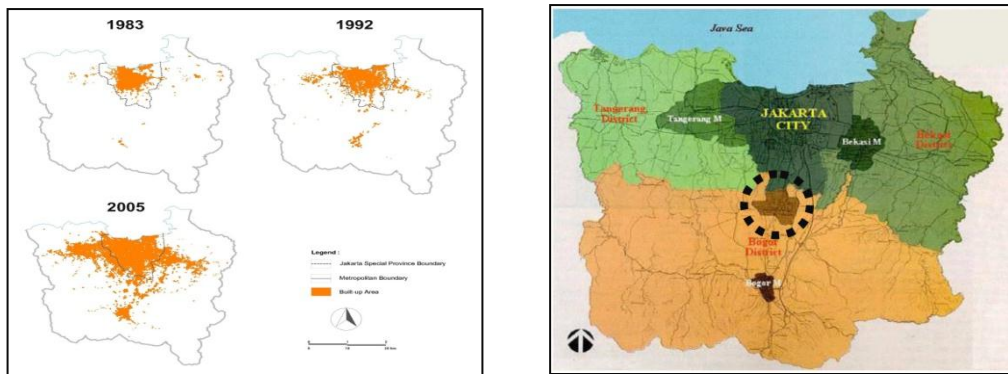 1983
1992
2005
Legend :
Jakarta Special Province Boundary
Metropolitan Boundary
Built-up Area
Java Sea
Tangerang
District
Tangerang M
JAKARTA
CITY
Bekasi M
Bekasi
District
Bogor
District
Bogor M